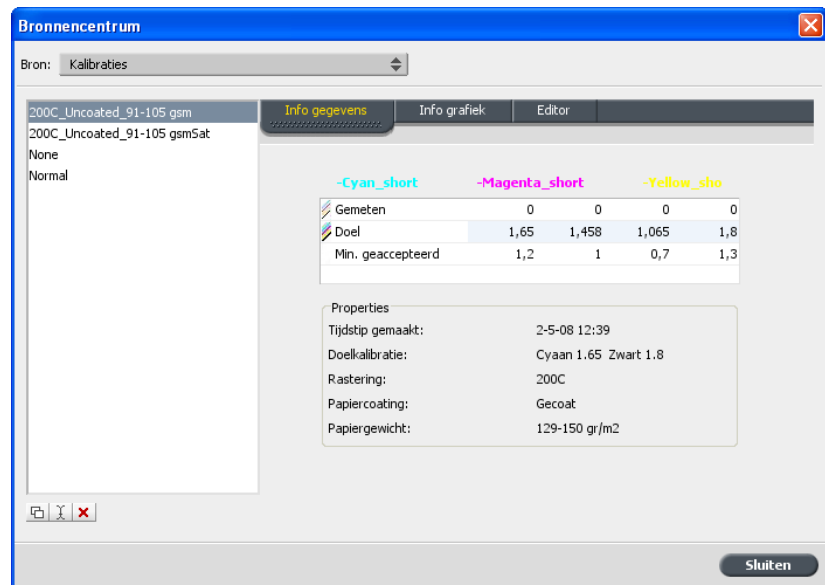 Bronnencentrum
Bron: Kalibraties
200C_Uncoated_91-105 gsm
200C_Uncoated_91-105 gsmSat
None
Normal
Info gegevens Info grafiek Editor
-Cyan_short -Magenta_short -Yellow_sho
Gemeten 0 0 0 0
Doel 1,65 1,458 1,065 1,8
Min. geaccepteerd 1,2 1 0,7 1,3
Properties
Tijdstip gemaakt: 2-5-08 12:39
Doelkalibratie: Cyaan 1.65 Zwart 1.8
Rastering: 200C
Papiercoating: Gecoat
Papiergewicht: 129-150 gr/m2
Sluiten